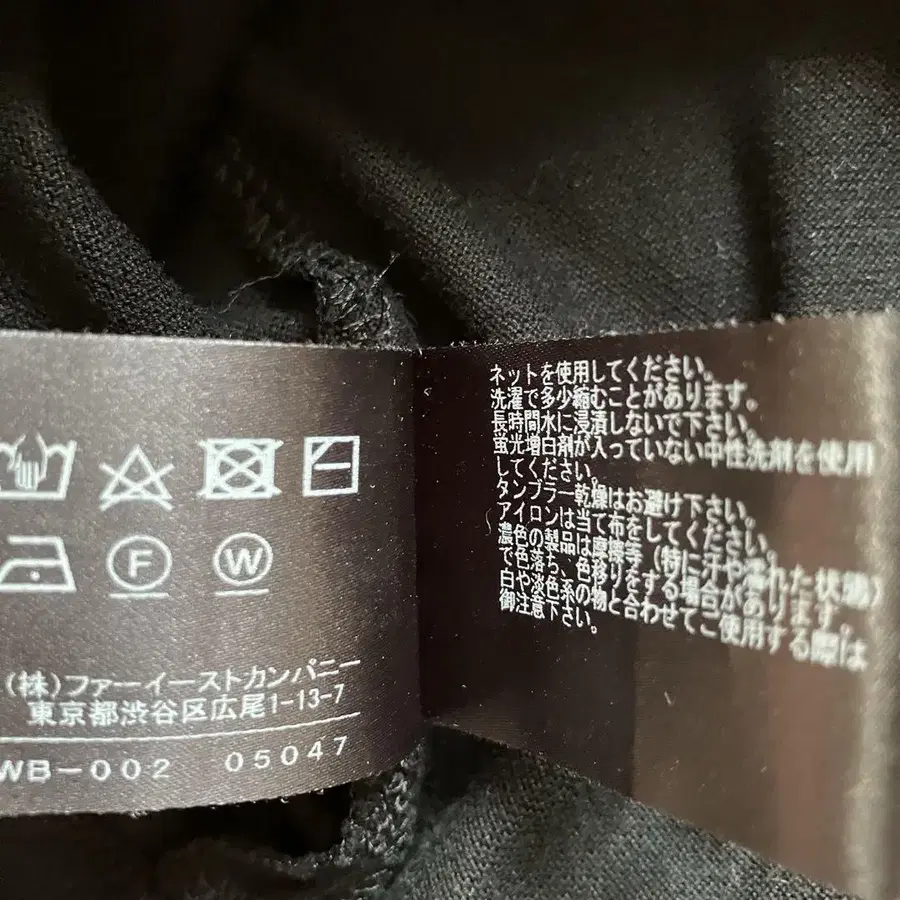 F
W
(株)ファーイーストカンパニー
東京都渋谷区広尾1-13-7
WB-002 05047
ネットを使用してください。
洗濯で多少縮むことがあります。
長時間水に浸漬しないで下さい。
蛍光増白剤が入っていない中性洗剤を使用
してください。
タンブラー乾燥はお避け下さい。
アイロンは当て布をしてください。
濃色の製品は摩擦等(特に汗や濡れた状態)
で色落ち、色移りをする場合があります。
白や淡色系の物と合わせてご使用する際は
御注意下さい。